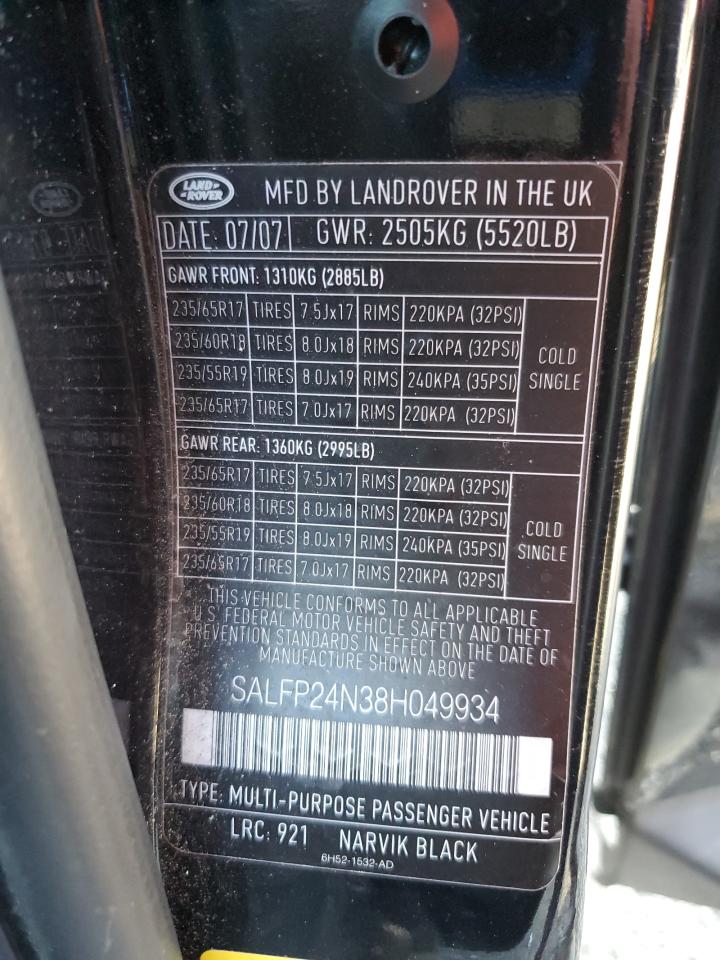 LAND ROVER MFD BY LANDROVER IN THE UK
DATE: 07/07 GWR: 2505KG (5520LB)
GAWR FRONT: 1310KG (2885LB)
235/65R17 TIRES 7.5Jx17 RIMS 220KPA (32PSI)
235/60R18 TIRES 8.0Jx18 RIMS 220KPA (32PSI)
235/55R19 TIRES 8.0Jx19 RIMS 240KPA (35PSI)
235/65R17 TIRES 7.0Jx17 RIMS 220KPA (32PSI)
COLD
SINGLE
GAWR REAR: 1360KG (2995LB)
235/65R17 TIRES 7.5Jx17 RIMS 220KPA (32PSI)
235/60R18 TIRES 8.0Jx18 RIMS 220KPA (32PSI)
235/55R19 TIRES 8.0Jx19 RIMS 240KPA (35PSI)
235/65R17 TIRES 7.0Jx17 RIMS 220KPA (32PSI)
COLD
SINGLE
THIS VEHICLE CONFORMS TO ALL APPLICABLE
U.S. FEDERAL MOTOR VEHICLE SAFETY AND THEFT
PREVENTION STANDARDS IN EFFECT ON THE DATE OF
MANUFACTURE SHOWN ABOVE
SALFP24N38H049934
TYPE: MULTI-PURPOSE PASSENGER VEHICLE
LRC: 921 NARVIK BLACK
6H52-1532-AD